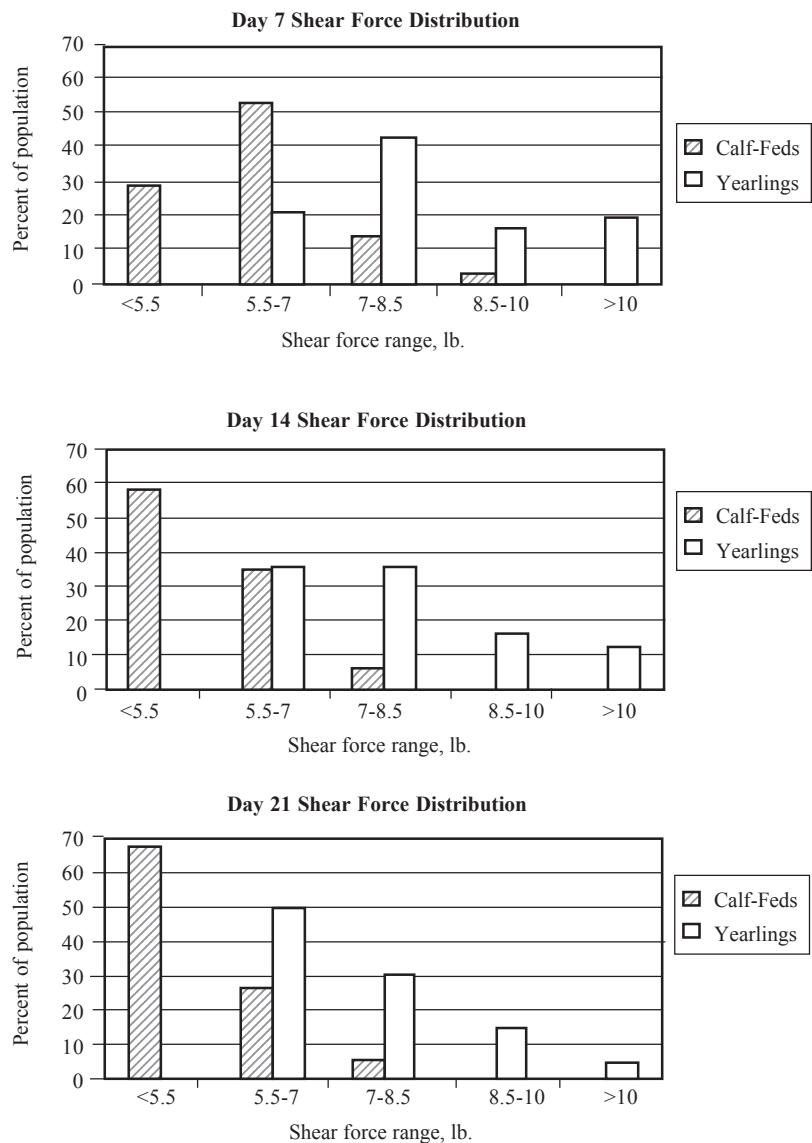 Day 7 Shear Force Distribution
Percent of population
70
60
50
40
30
20
10
0
<5.5 5.5-7 7-8.5 8.5-10 >10
Shear force range, lb.
Calf-Feds
Yearlings
Day 14 Shear Force Distribution
Percent of population
70
60
50
40
30
20
10
0
<5.5 5.5-7 7-8.5 8.5-10 >10
Shear force range, lb.
Calf-Feds
Yearlings
Day 21 Shear Force Distribution
Percent of population
70
60
50
40
30
20
10
0
<5.5 5.5-7 7-8.5 8.5-10 >10
Shear force range, lb.
Calf-Feds
Yearlings